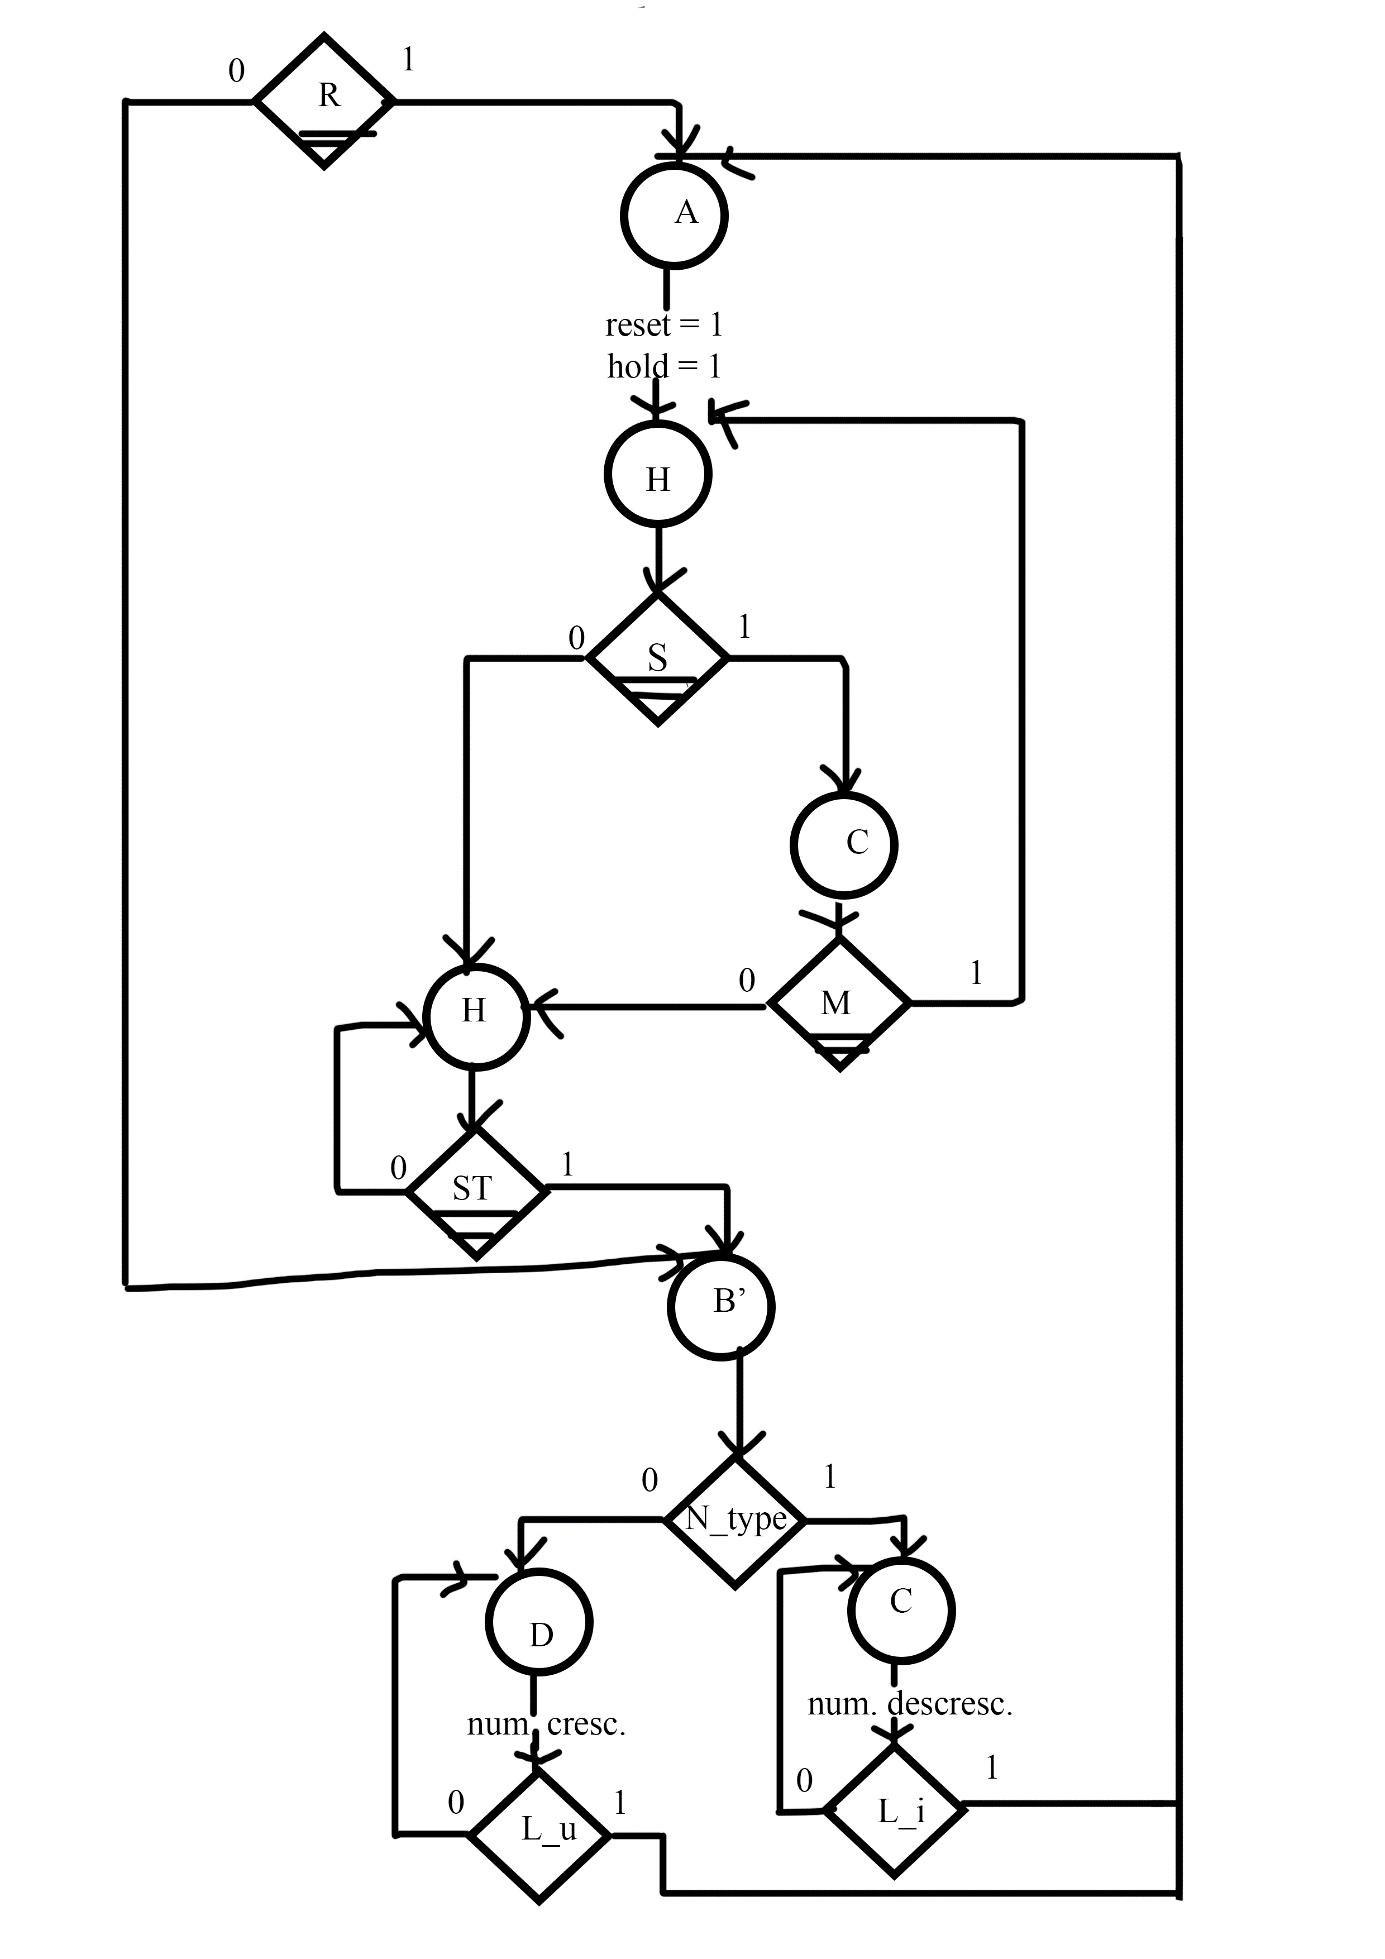 0
1
R
A
reset = 1
hold = 1
H
0
1
S
C
0
1
M
H
0
1
ST
B’
0
1
N_type
C
D
num. descresc.
num. cresc.
0
1
L_i
0
1
L_u